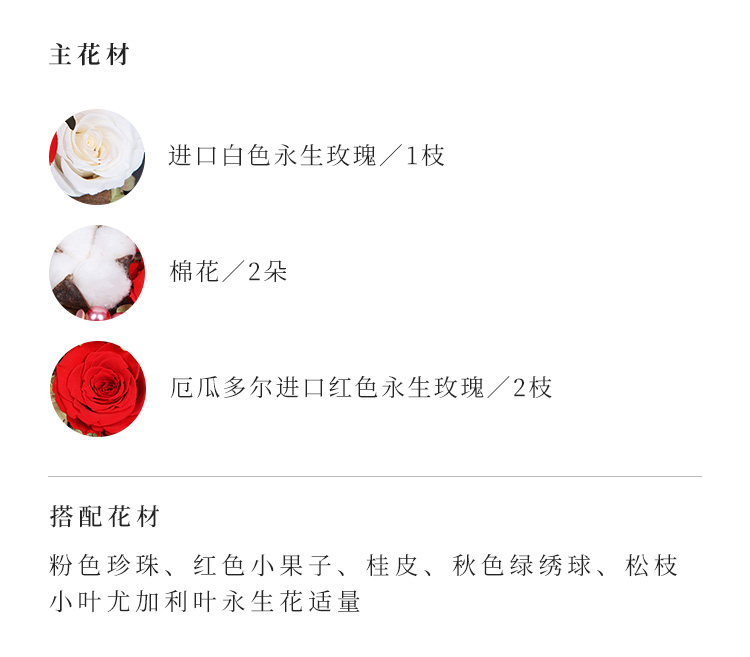 主花材
进口白色永生玫瑰／1枝
棉花／2朵
厄瓜多尔进口红色永生玫瑰／2枝
搭配花材
粉色珍珠、红色小果子、桂皮、秋色绿绣球、松枝
小叶尤加利叶永生花适量